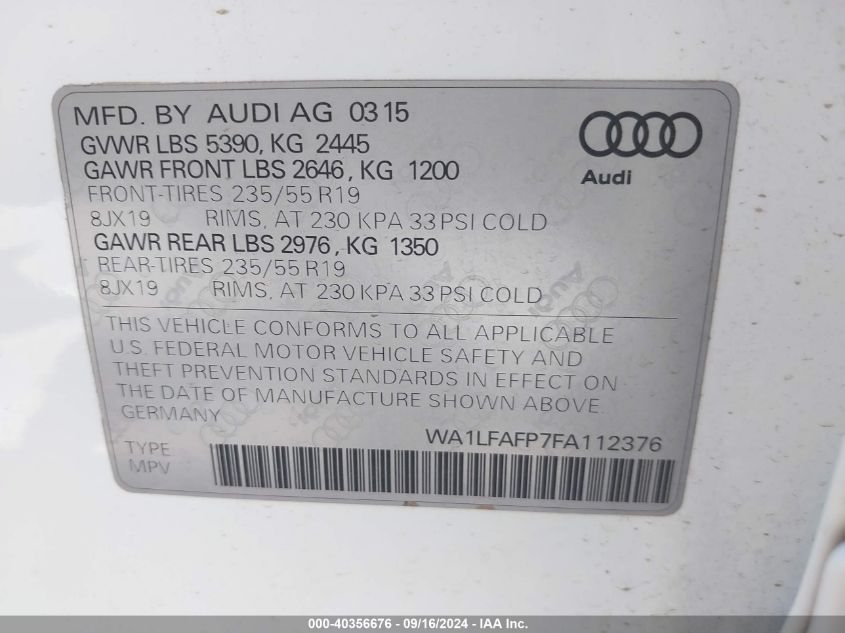 MFD. BY AUDI AG 03 15
GVWR LBS 5390, KG 2445
GAWR FRONT LBS 2646, KG 1200
FRONT-TIRES 235/55 R19
8JX19 RIMS, AT 230 KPA 33 PSI COLD
GAWR REAR LBS 2976, KG 1350
REAR-TIRES 235/55 R19
8JX19 RIMS, AT 230 KPA 33 PSI COLD
Audi
THIS VEHICLE CONFORMS TO ALL APPLICABLE
U.S. FEDERAL MOTOR VEHICLE SAFETY AND
THEFT PREVENTION STANDARDS IN EFFECT ON
THE DATE OF MANUFACTURE SHOWN ABOVE.
GERMANY
WA1LFAFP7FA112376
TYPE
MPV
000-40356676 - 09/16/2024 - IAA Inc.